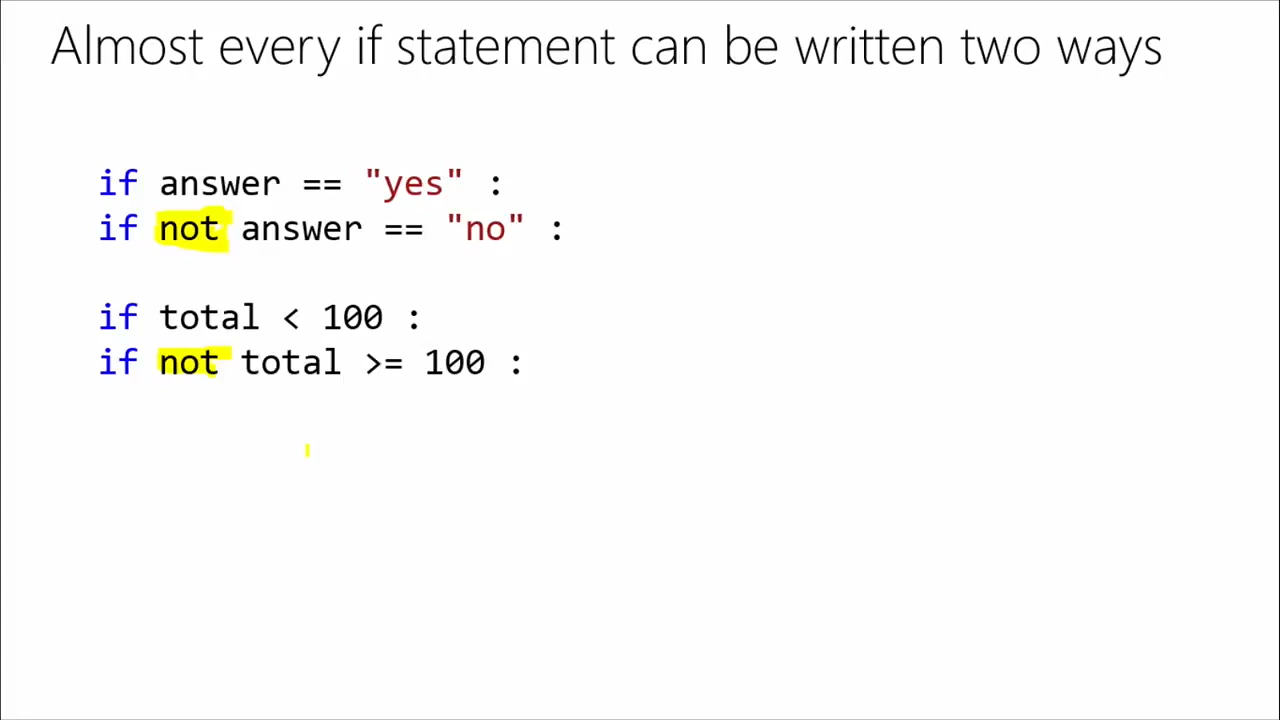 Almost every if statement can be written two ways
if answer == "yes" :
if not answer == "no" :
if total < 100 :
if not total >= 100 :